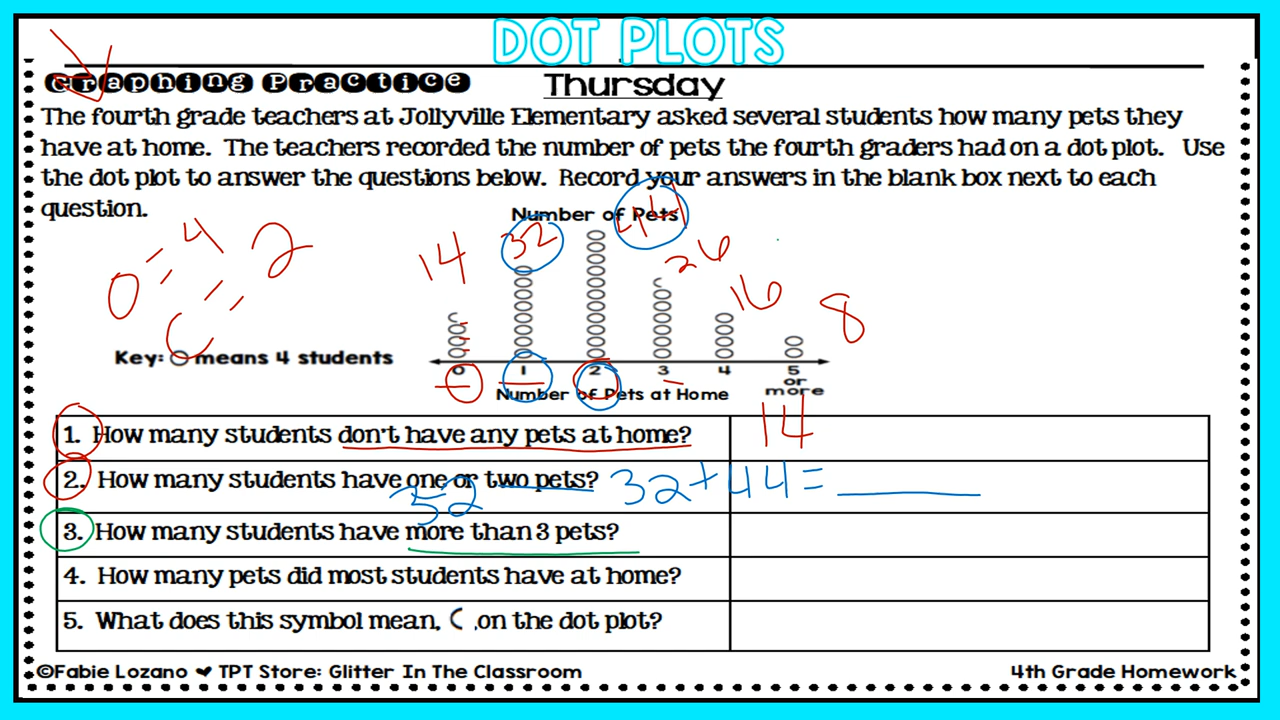 DOT PLOTS
Graphing Practice Thursday
The fourth grade teachers at Jollyville Elementary asked several students how many pets they
have at home. The teachers recorded the number of pets the fourth graders had on a dot plot. Use
the dot plot to answer the questions below. Record your answers in the blank box next to each
question.
Number of Pets
0 = 4
( = 2
14 32 44 26 16 8
Key: O means 4 students
0 1 2 3 4 5
or
more
Number of Pets at Home
1. How many students don't have any pets at home? 14
2. How many students have one or two pets? 32 + 44 = ____
52
3. How many students have more than 3 pets?
4. How many pets did most students have at home?
5. What does this symbol mean, ( ,on the dot plot?
©Fabie Lozano ❤ TPT Store: Glitter In The Classroom 4th Grade Homework